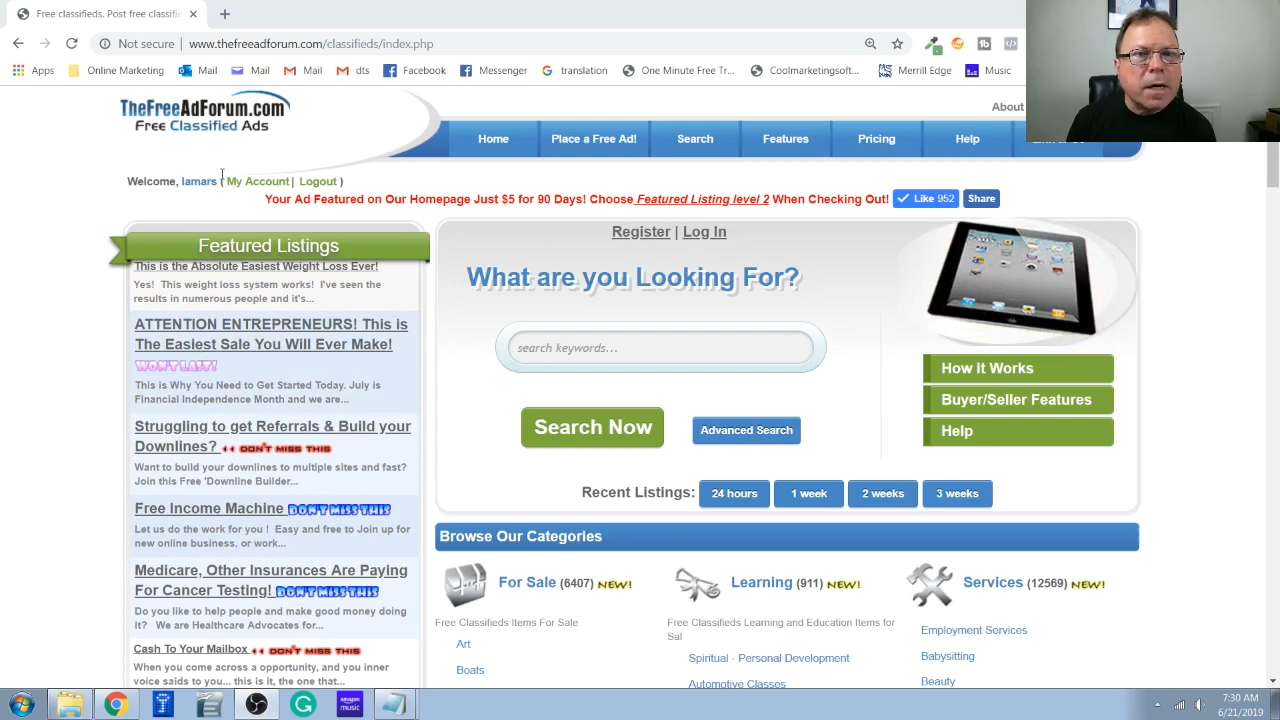 Free classifieds. Free classified
Not secure | www.thefreeadforum.com/classifieds/index.php
Apps Online Marketing Mail Mail Mail dts Facebook Messenger translation One Minute Free Tr... Coolmarketingsoft... Merrill Edge Music
TheFreeAdForum.com
Free Classified Ads
About
Home Place a Free Ad! Search Features Pricing Help
Welcome, lamars ( My Account | Logout )
Your Ad Featured on Our Homepage Just $5 for 90 Days! Choose Featured Listing level 2 When Checking Out! Like 952 Share
Featured Listings
This is the Absolute Easiest Weight Loss Ever!
Yes! This weight loss system works! I've seen the
results in numerous people and it's...
ATTENTION ENTREPRENEURS! This is
The Easiest Sale You Will Ever Make!
WON'T LAST!
This is Why You Need to Get Started Today. July is
Financial Independence Month and we are...
Struggling to get Referrals & Build your
Downlines? DON'T MISS THIS
Want to build your downlines to multiple sites and fast?
Join this Free 'Downline Builder...
Free Income Machine DON'T MISS THIS
Let us do the work for you ! Easy and free to Join up for
new online business. or work...
Medicare, Other Insurances Are Paying
For Cancer Testing! DON'T MISS THIS
Do you like to help people and make good money doing
it? We are Healthcare Advocates for...
Cash To Your Mailbox DON'T MISS THIS
When you come across a opportunity, and you inner
voice saids to you... this is it, the one that...
Register | Log In
What are you Looking For?
search keywords...
Search Now Advanced Search
How it Works
Buyer/Seller Features
Help
Recent Listings: 24 hours 1 week 2 weeks 3 weeks
Browse Our Categories
For Sale (6407) NEW!
Free Classifieds Items For Sale
Art
Boats
Learning (911) NEW!
Free Classifieds Learning and Education Items for
Sal
Spiritual - Personal Development
Automotive Classes
Services (12569) NEW!
Employment Services
Babysitting
Beauty
7:30 AM
6/21/2019